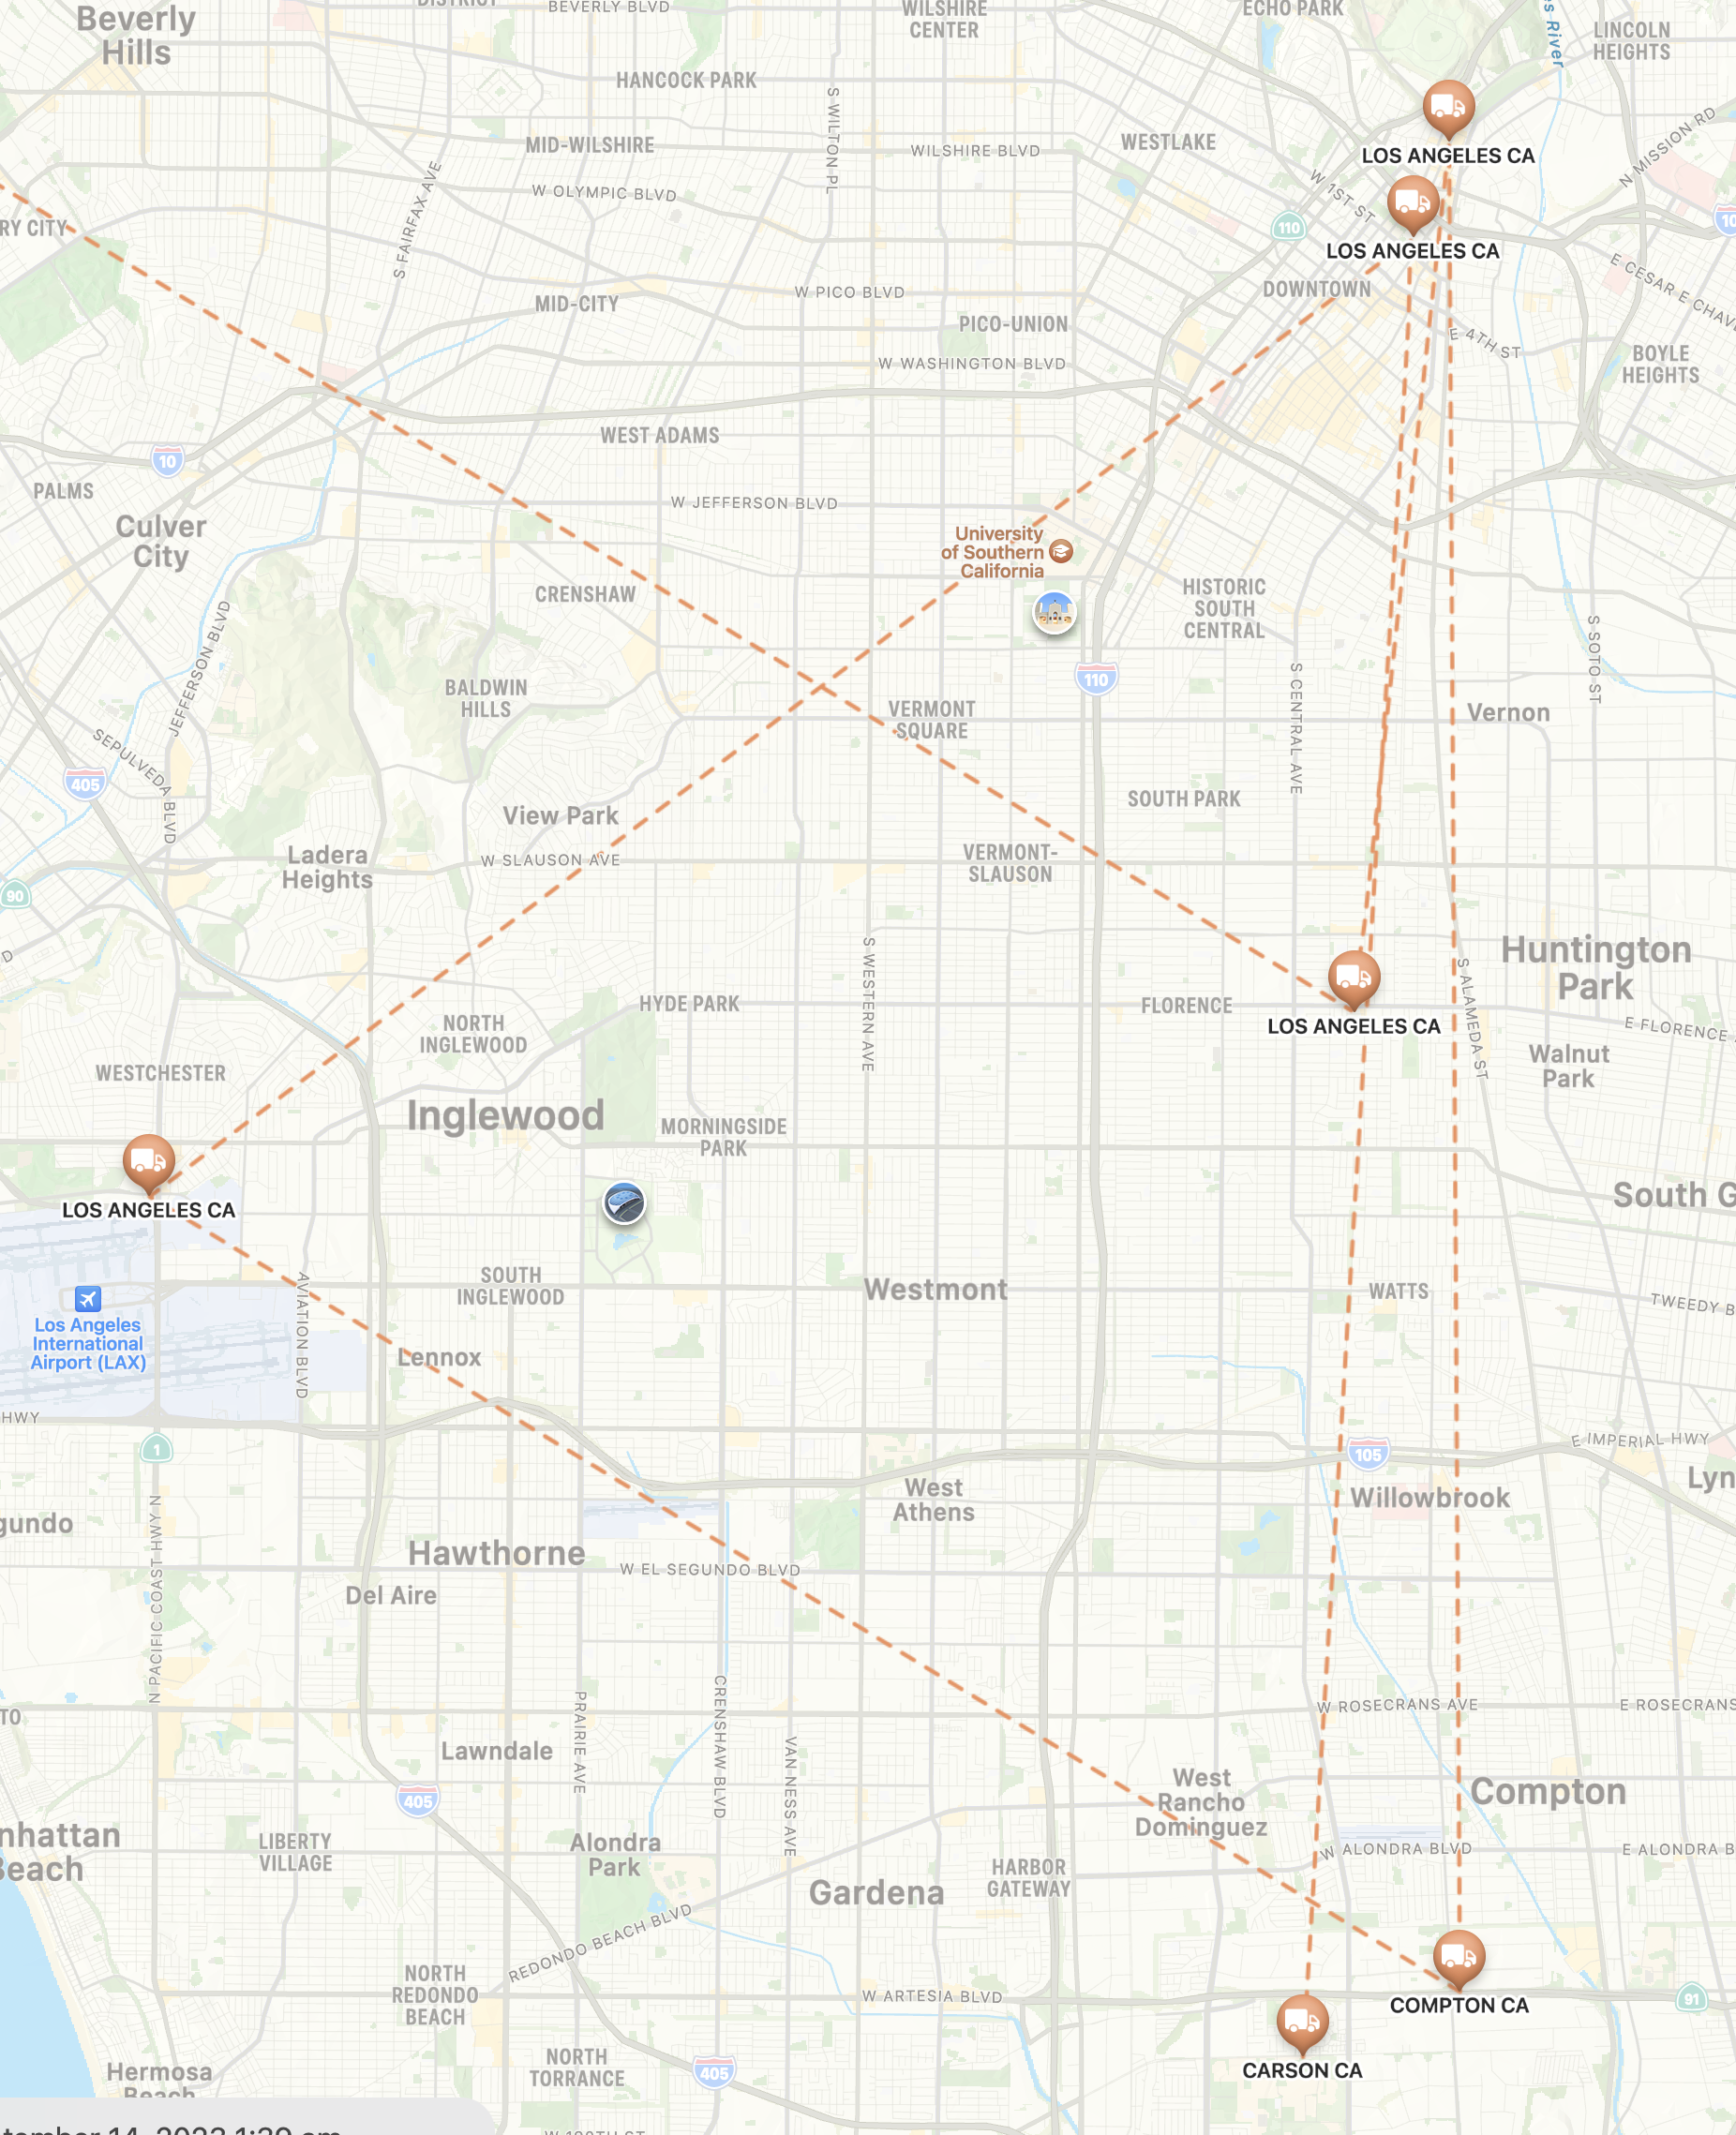 Beverly
Hills
BEVERLY BLVD
WILSHIRE
CENTER
ECHO PARK
LINCOLN
HEIGHTS
HANCOCK PARK
S WILTON PL
MID-WILSHIRE
WILSHIRE BLVD
WESTLAKE
N MISSION RD
LOS ANGELES CA
W OLYMPIC BLVD
W 1ST ST
S FAIRFAX AVE
RY CITY
110
LOS ANGELES CA
DOWNTOWN
MID-CITY
W PICO BLVD
PICO-UNION
E 4TH ST
W WASHINGTON BLVD
BOYLE
HEIGHTS
WEST ADAMS
10
PALMS
W JEFFERSON BLVD
Culver
City
University
of Southern
California
CRENSHAW
HISTORIC
SOUTH
CENTRAL
S SOTO ST
JEFFERSON BLVD
BALDWIN
HILLS
110
S CENTRAL AVE
VERMONT
SQUARE
Vernon
SEPULVEDA BLVD
405
View Park
SOUTH PARK
W SLAUSON AVE
Ladera
Heights
VERMONT-
SLAUSON
90
S WESTERN AVE
Huntington
Park
S ALAMEDA ST
HYDE PARK
FLORENCE
LOS ANGELES CA
E FLORENCE
NORTH
INGLEWOOD
WESTCHESTER
Walnut
Park
Inglewood
MORNINGSIDE
PARK
LOS ANGELES CA
South G
SOUTH
INGLEWOOD
Westmont
WATTS
TWEEDY B
AVIATION BLVD
Los Angeles
International
Airport (LAX)
Lennox
HWY
1
105
E IMPERIAL HWY
West
Athens
Willowbrook
Lyn
gundo
Hawthorne
W EL SEGUNDO BLVD
Del Aire
N PACIFIC COAST HWY N
W ROSECRANS AVE
E ROSECRANS
TO
PRAIRIE AVE
CRENSHAW BLVD
VAN NESS AVE
Lawndale
405
West
Rancho
Dominguez
Compton
nhattan
Beach
LIBERTY
VILLAGE
Alondra
Park
W ALONDRA BLVD
E ALONDRA B
HARBOR
GATEWAY
Gardena
REDONDO BEACH BLVD
NORTH
REDONDO
BEACH
W ARTESIA BLVD
COMPTON CA
91
CARSON CA
NORTH
TORRANCE
405
Hermosa
Beach